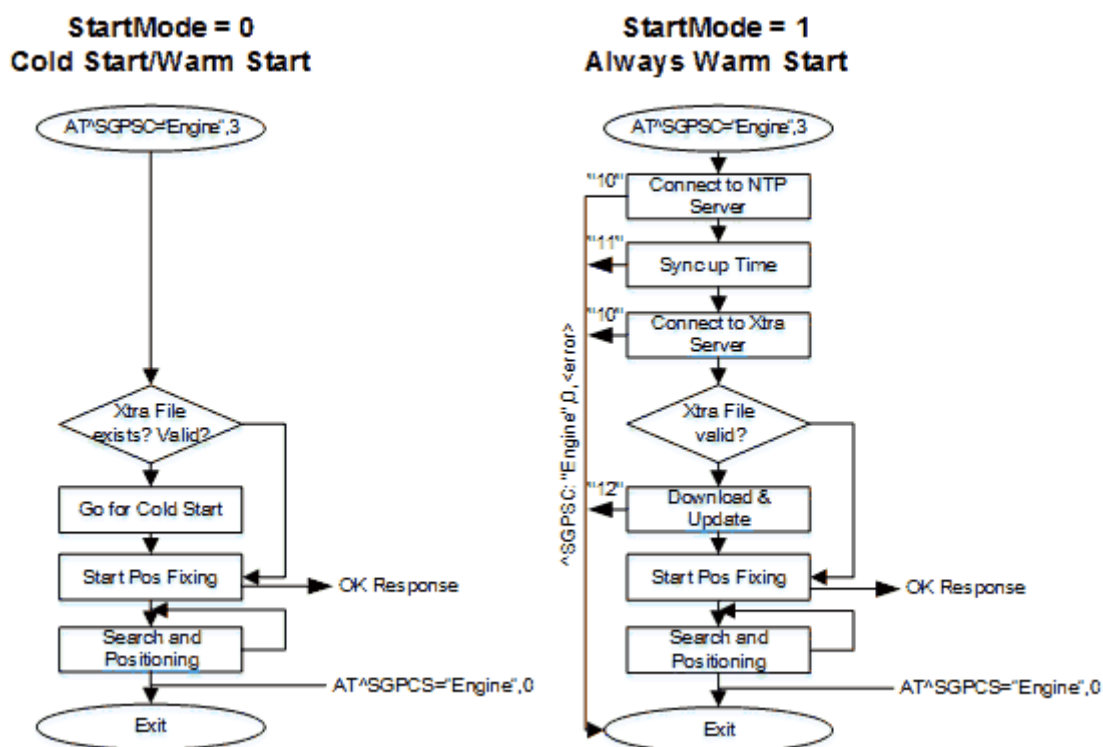 StartMode = 0
Cold Start/Warm Start
AT^SGPSC="Engine",3
Xtra File
exists? Valid?
Go for Cold Start
Start Pos Fixing
OK Response
Search and
Positioning
AT^SGPCS="Engine",0
Exit
StartMode = 1
Always Warm Start
AT^SGPSC="Engine",3
"10"
Connect to NTP
Server
"11"
Sync up Time
"10"
Connect to Xtra
Server
^SGPSC: "Engine",0,<error>
Xtra File
valid?
"12"
Download &
Update
Start Pos Fixing
OK Response
Search and
Positioning
AT^SGPCS="Engine",0
Exit